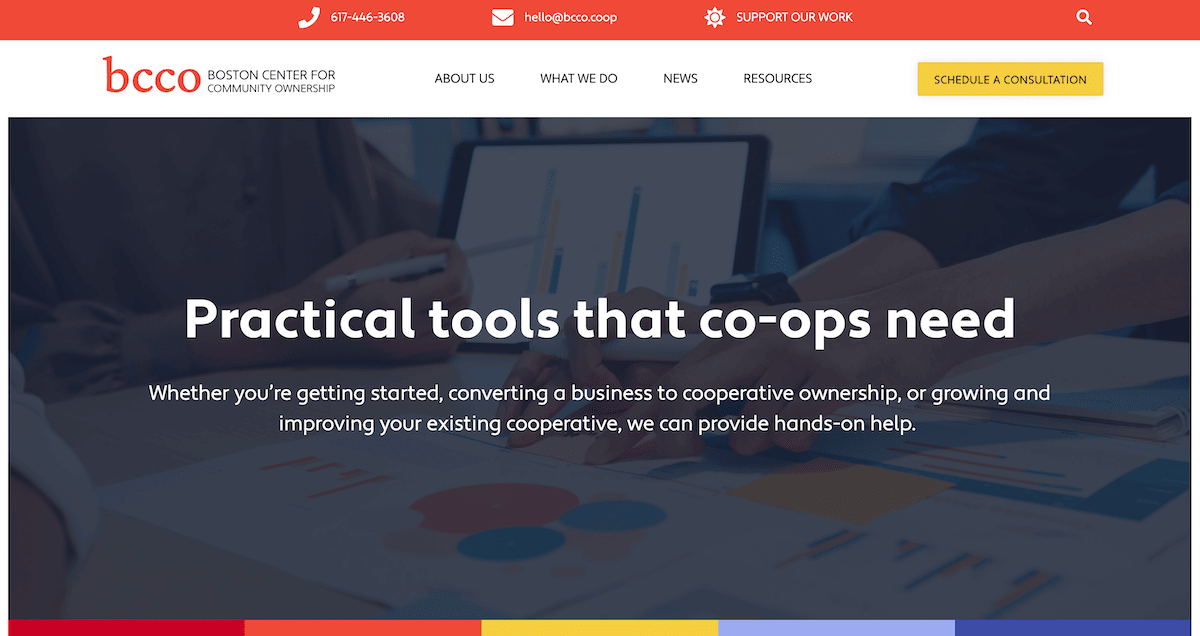 617-446-3608 hello@bcco.coop SUPPORT OUR WORK
bcco BOSTON CENTER FOR
COMMUNITY OWNERSHIP
ABOUT US WHAT WE DO NEWS RESOURCES SCHEDULE A CONSULTATION
Practical tools that co-ops need
Whether you’re getting started, converting a business to cooperative ownership, or growing and
improving your existing cooperative, we can provide hands-on help.